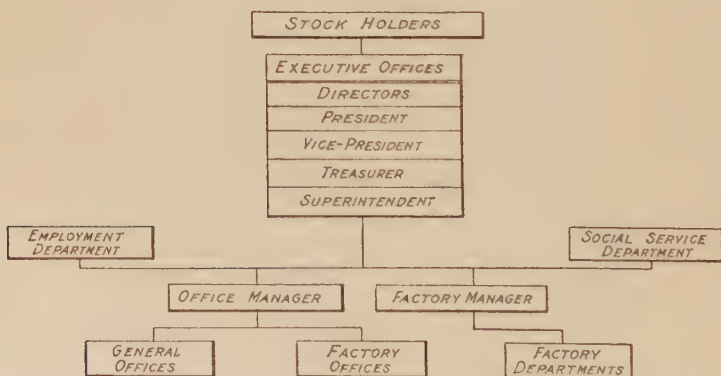 STOCK HOLDERS
EXECUTIVE OFFICES
DIRECTORS
PRESIDENT
VICE-PRESIDENT
TREASURER
SUPERINTENDENT
EMPLOYMENT
DEPARTMENT
SOCIAL SERVICE
DEPARTMENT
OFFICE MANAGER
FACTORY MANAGER
GENERAL
OFFICES
FACTORY
OFFICES
FACTORY
DEPARTMENTS